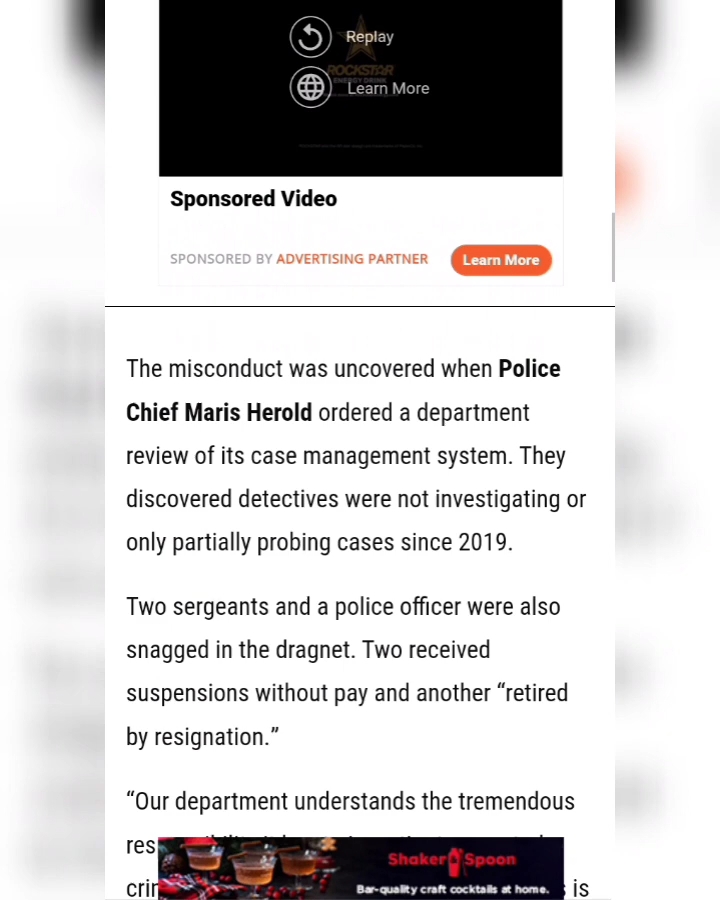 Replay
ROCKSTAR
ENERGY DRINK
Learn More
Sponsored Video
SPONSORED BY ADVERTISING PARTNER
Learn More
The misconduct was uncovered when Police
Chief Maris Herold ordered a department
review of its case management system. They
discovered detectives were not investigating or
only partially probing cases since 2019.
Two sergeants and a police officer were also
snagged in the dragnet. Two received
suspensions without pay and another “retired
by resignation.”
“Our department understands the tremendous
Shaker Spoon
Bar-quality craft cocktails at home.
is